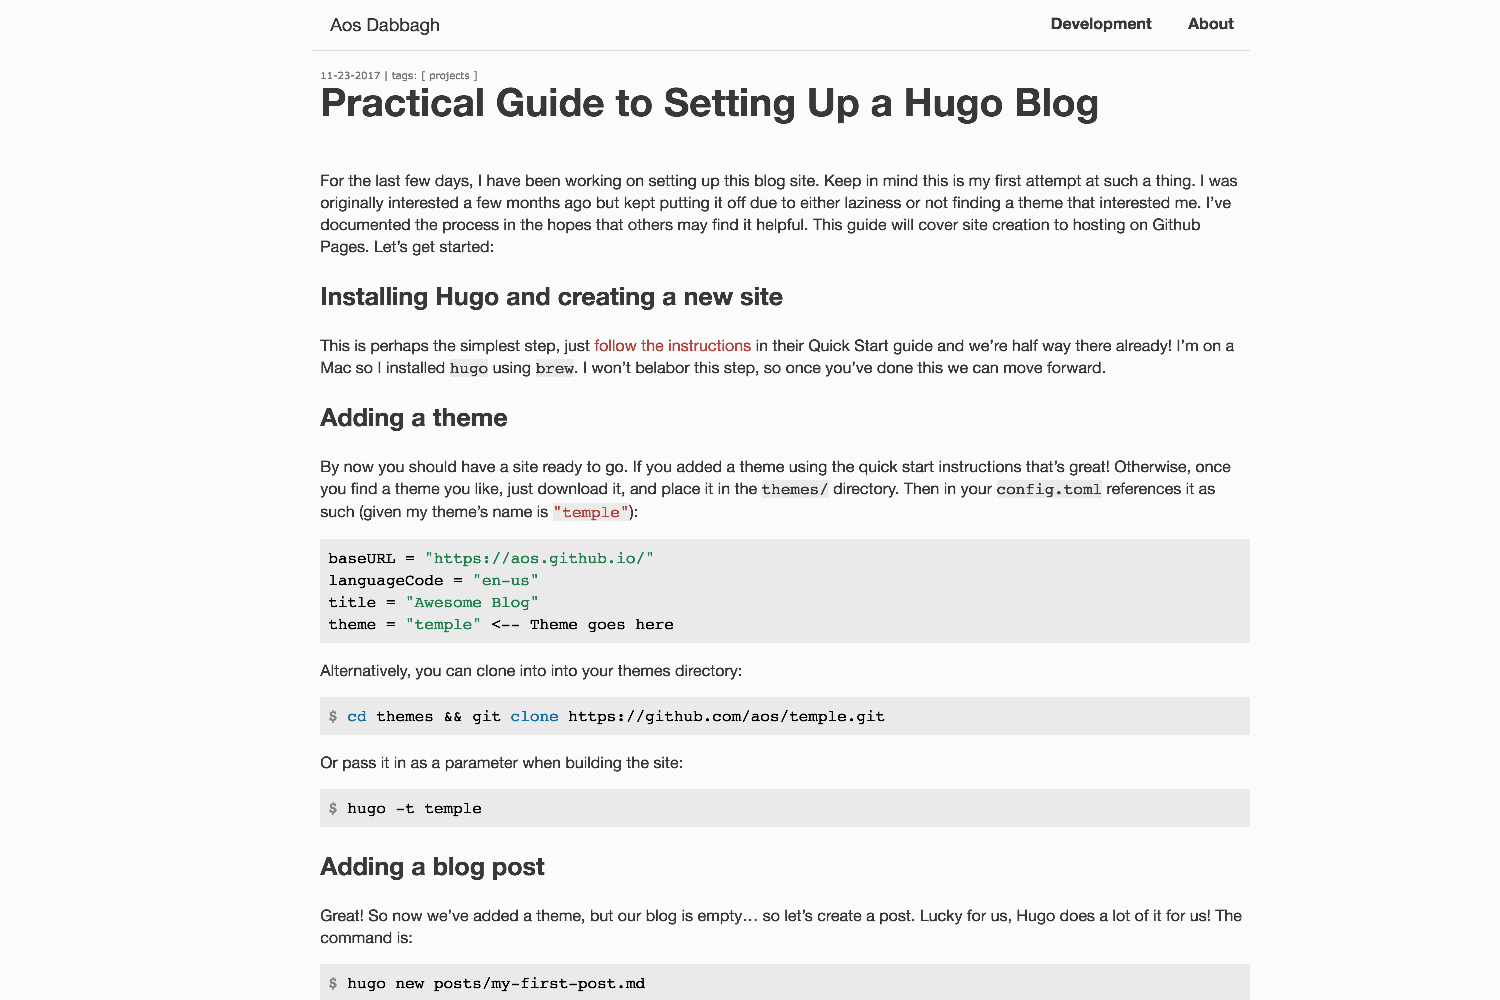 Aos Dabbagh
Development About
11-23-2017 | tags: [ projects ]
Practical Guide to Setting Up a Hugo Blog
For the last few days, I have been working on setting up this blog site. Keep in mind this is my first attempt at such a thing. I was
originally interested a few months ago but kept putting it off due to either laziness or not finding a theme that interested me. I’ve
documented the process in the hopes that others may find it helpful. This guide will cover site creation to hosting on Github
Pages. Let’s get started:
Installing Hugo and creating a new site
This is perhaps the simplest step, just follow the instructions in their Quick Start guide and we’re half way there already! I’m on a
Mac so I installed hugo using brew. I won’t belabor this step, so once you’ve done this we can move forward.
Adding a theme
By now you should have a site ready to go. If you added a theme using the quick start instructions that’s great! Otherwise, once
you find a theme you like, just download it, and place it in the themes/ directory. Then in your config.toml references it as
such (given my theme’s name is "temple"):
baseURL = "https://aos.github.io/"
languageCode = "en-us"
title = "Awesome Blog"
theme = "temple" <-- Theme goes here
Alternatively, you can clone into into your themes directory:
$ cd themes && git clone https://github.com/aos/temple.git
Or pass it in as a parameter when building the site:
$ hugo -t temple
Adding a blog post
Great! So now we’ve added a theme, but our blog is empty… so let’s create a post. Lucky for us, Hugo does a lot of it for us! The
command is:
$ hugo new posts/my-first-post.md